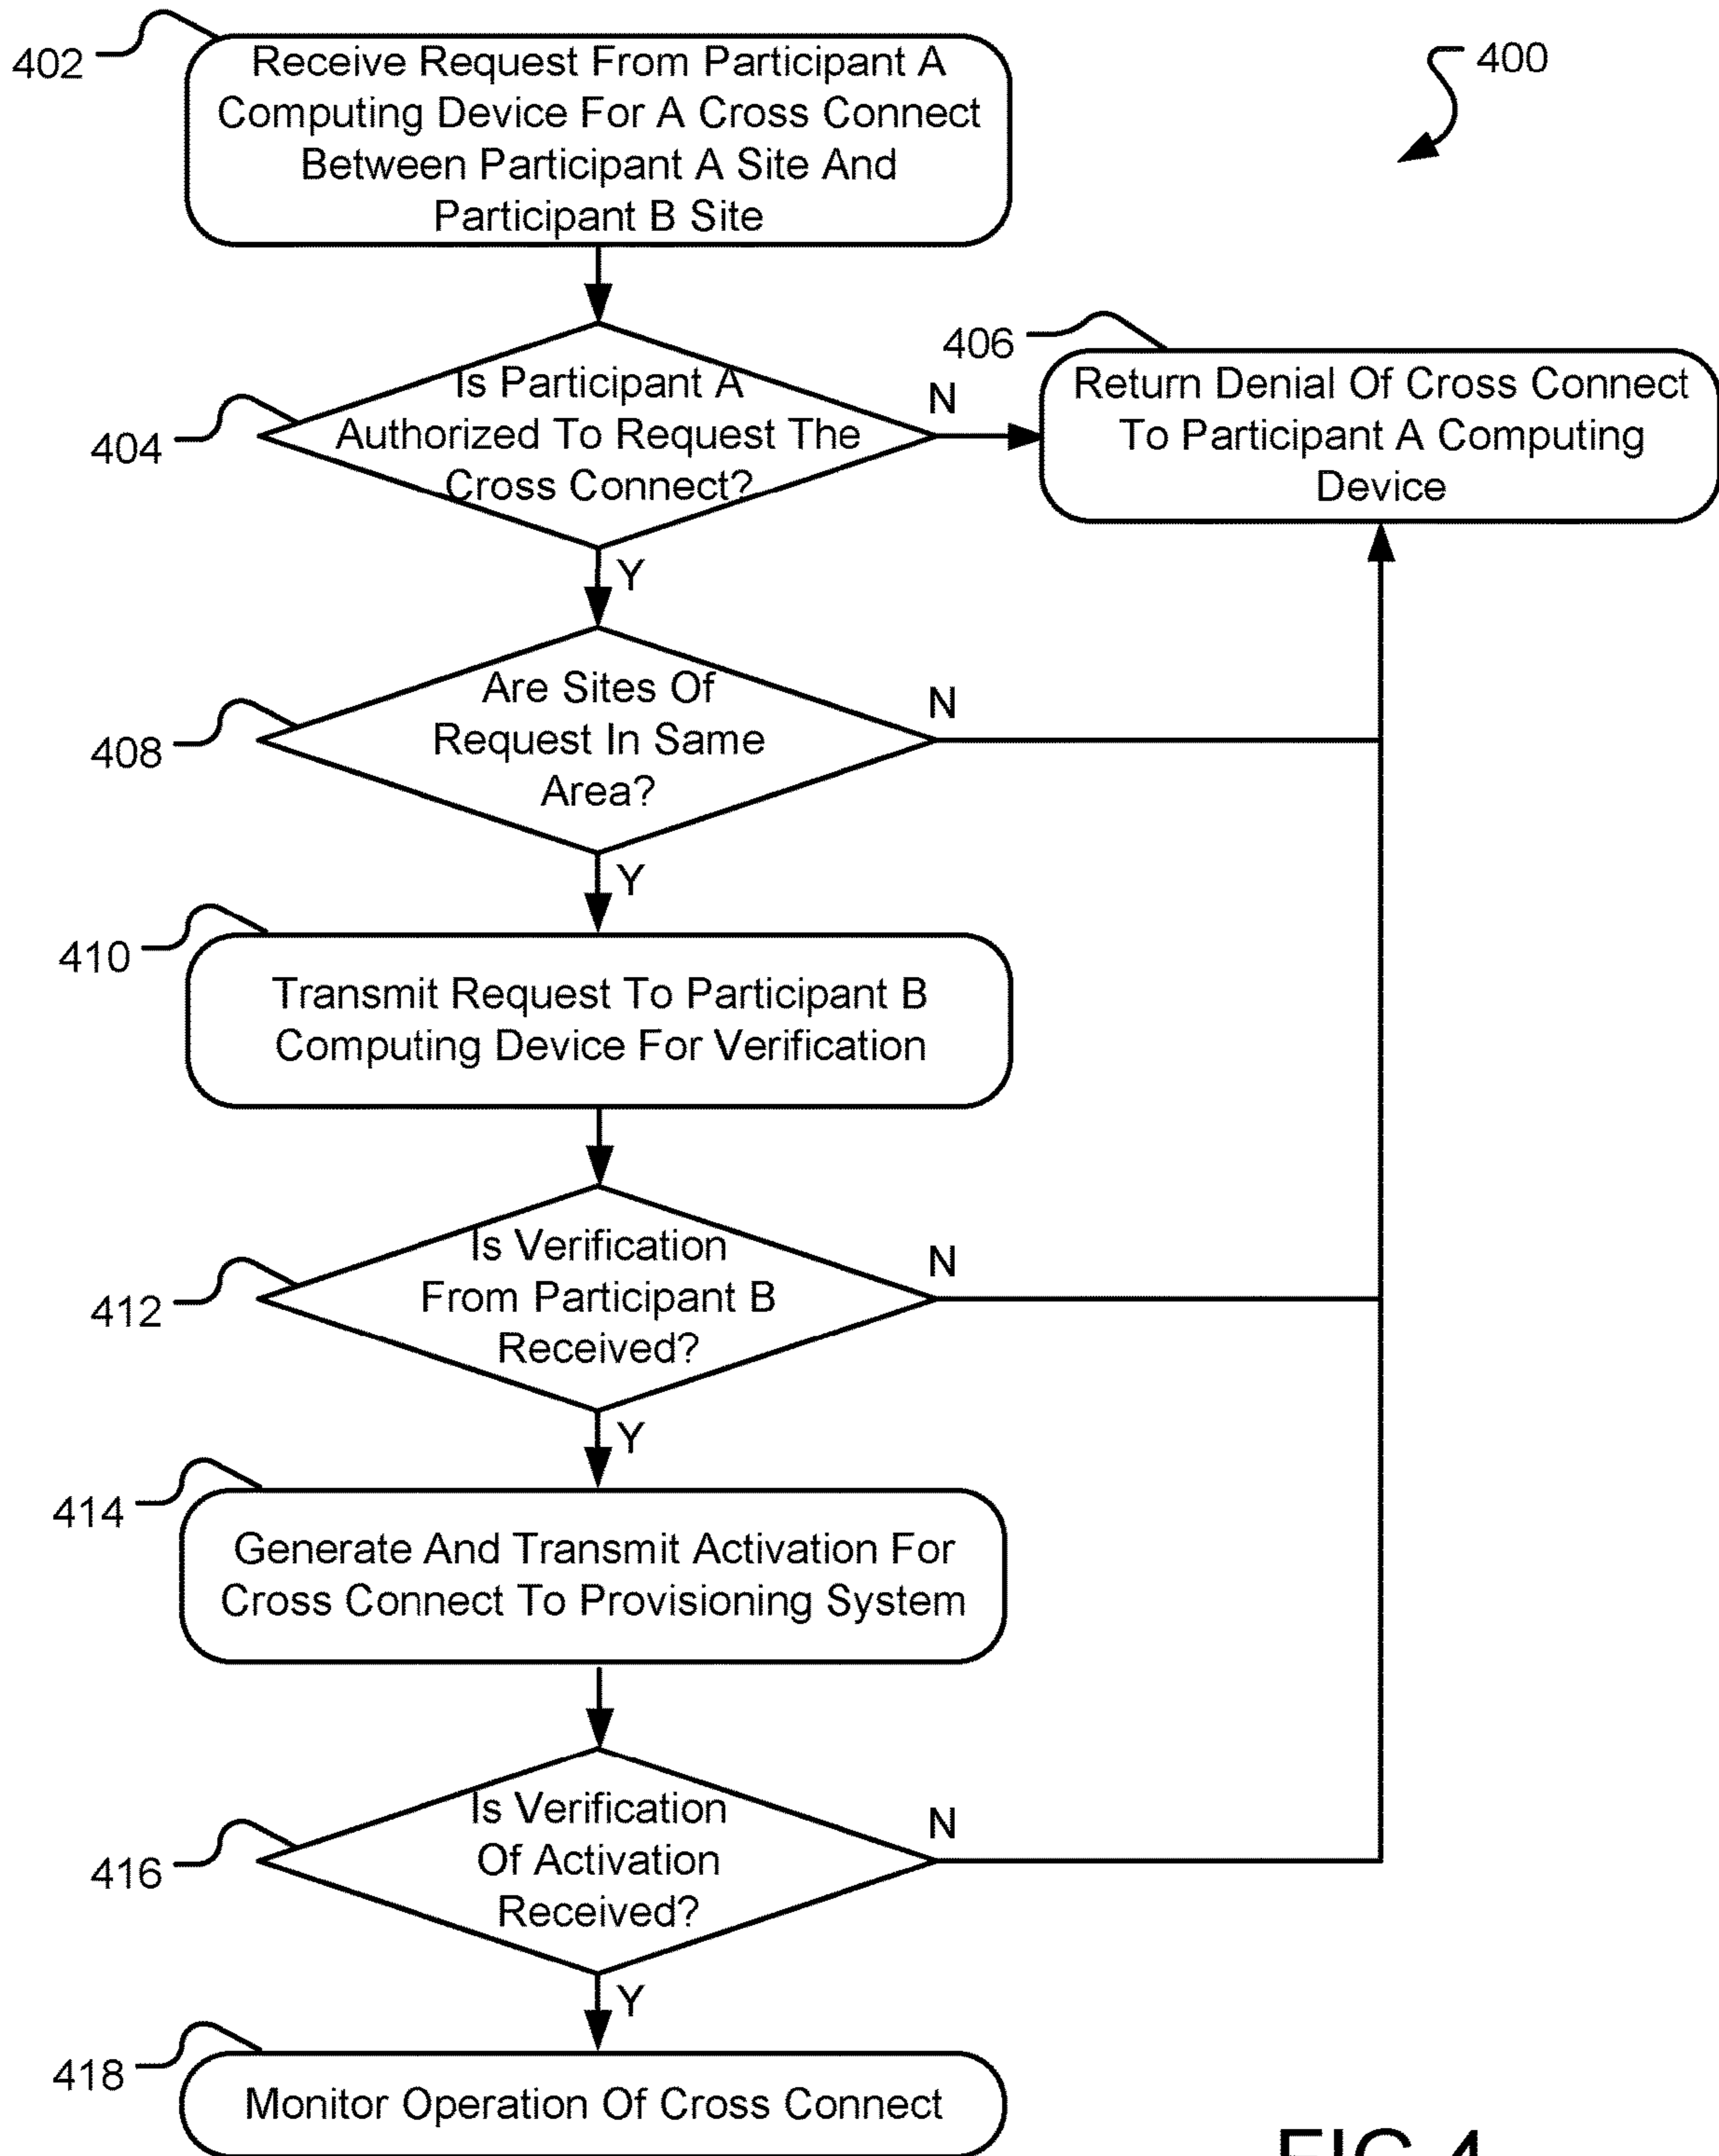 402
Receive Request From Participant A
Computing Device For A Cross Connect
Between Participant A Site And
Participant B Site
400
404
Is Participant A
Authorized To Request The
Cross Connect?
N
Y
406
Return Denial Of Cross Connect
To Participant A Computing
Device
408
Are Sites Of
Request In Same
Area?
N
Y
410
Transmit Request To Participant B
Computing Device For Verification
412
Is Verification
From Participant B
Received?
N
Y
414
Generate And Transmit Activation For
Cross Connect To Provisioning System
416
Is Verification
Of Activation
Received?
N
Y
418
Monitor Operation Of Cross Connect
FIG.4